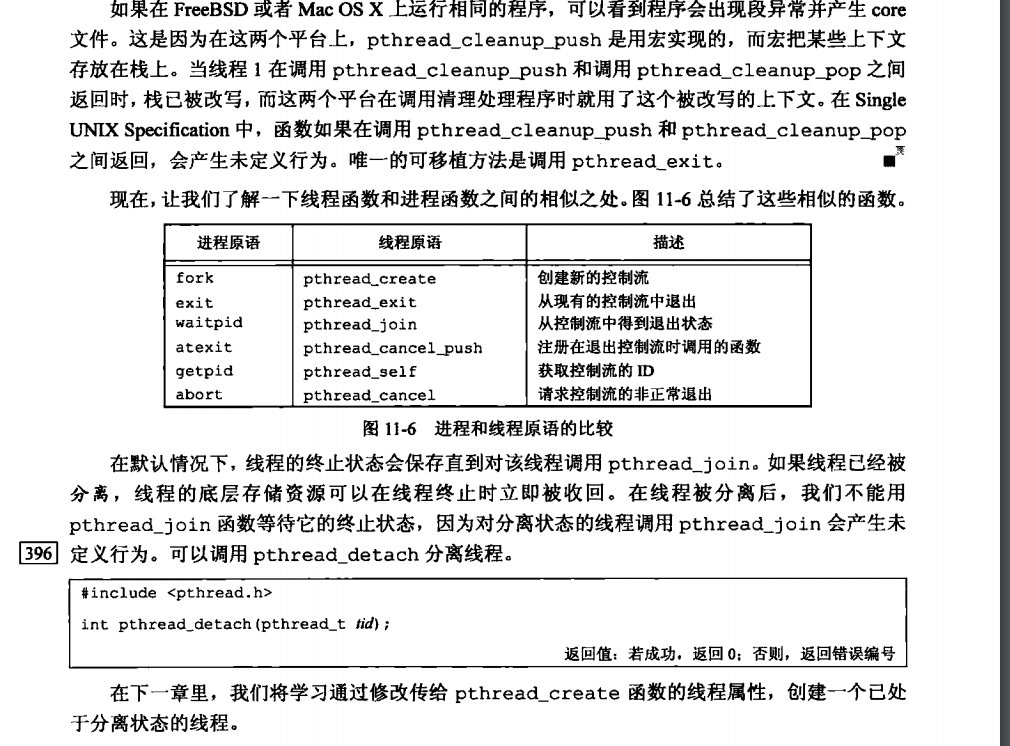 如果在 FreeBSD 或者 Mac OS X 上运行相同的程序，可以看到程序会出现段异常并产生 core
文件。这是因为在这两个平台上，pthread_cleanup_push 是用宏实现的，而宏把某些上下文
存放在栈上。当线程 1 在调用 pthread_cleanup_push 和调用 pthread_cleanup_pop 之间
返回时，栈已被改写，而这两个平台在调用清理处理程序时就用了这个被改写的上下文。在 Single
UNIX Specification 中，函数如果在调用 pthread_cleanup_push 和 pthread_cleanup_pop
之间返回，会产生未定义行为。唯一的可移植方法是调用 pthread_exit。
现在，让我们了解一下线程函数和进程函数之间的相似之处。图 11-6 总结了这些相似的函数。
进程原语 线程原语 描述
fork pthread_create 创建新的控制流
exit pthread_exit 从现有的控制流中退出
waitpid pthread_join 从控制流中得到退出状态
atexit pthread_cancel_push 注册在退出控制流时调用的函数
getpid pthread_self 获取控制流的 ID
abort pthread_cancel 请求控制流的非正常退出
图 11-6 进程和线程原语的比较
在默认情况下，线程的终止状态会保存直到对该线程调用 pthread_join。如果线程已经被
分离，线程的底层存储资源可以在线程终止时立即被收回。在线程被分离后，我们不能用
pthread_join 函数等待它的终止状态，因为对分离状态的线程调用 pthread_join 会产生未
396 定义行为。可以调用 pthread_detach 分离线程。
#include <pthread.h>
int pthread_detach(pthread_t tid);
返回值：若成功，返回 0；否则，返回错误编号
在下一章里，我们将学习通过修改传给 pthread_create 函数的线程属性，创建一个已处
于分离状态的线程。